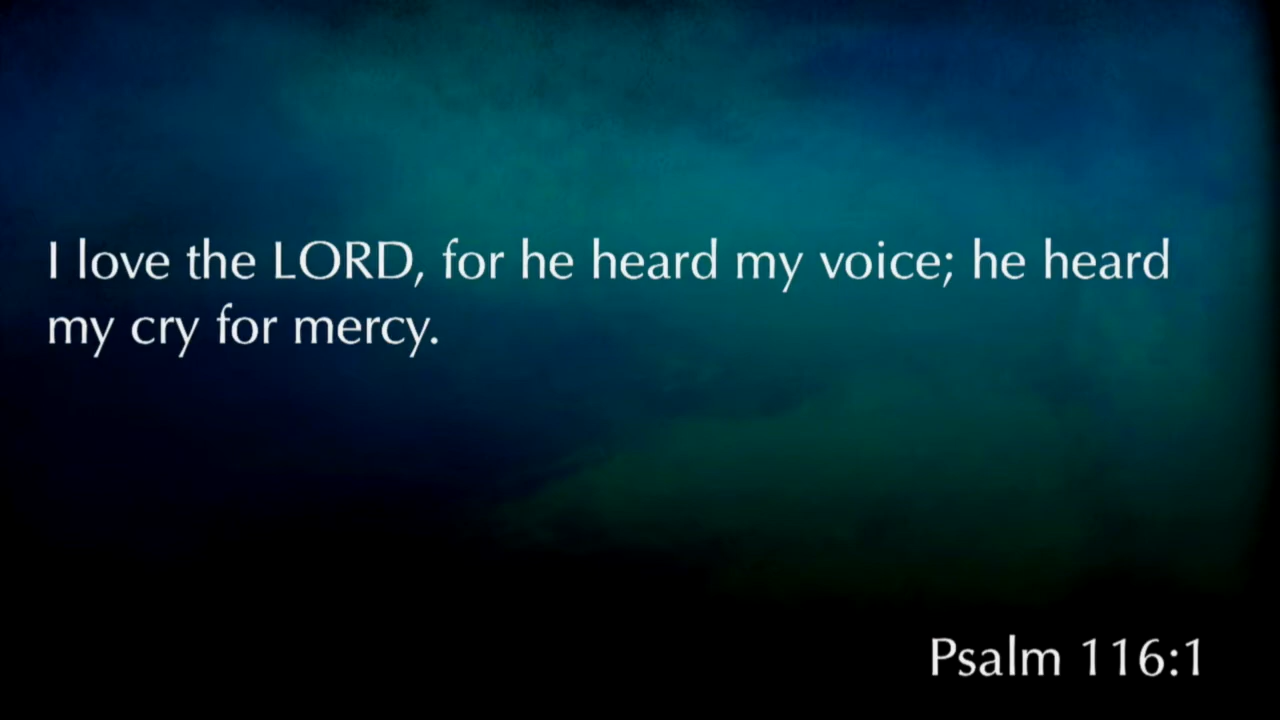 I love the LORD, for he heard my voice; he heard
my cry for mercy.
Psalm 116:1